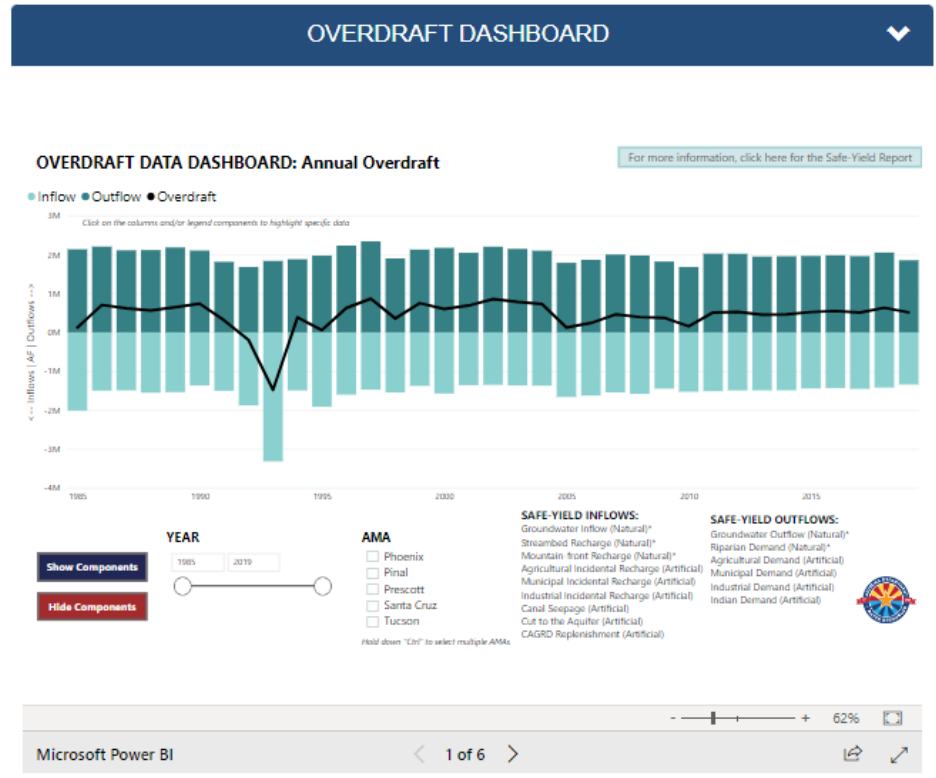 OVERDRAFT DASHBOARD
OVERDRAFT DATA DASHBOARD: Annual Overdraft
For more information, click here for the Safe-Yield Report
Inflow Outflow Overdraft
3M
Click on the columns and/or legend components to highlight specific data
2M
1M
0M
-1M
-2M
-3M
-4M
<-- Inflows | AF | Outflows -->
1985 1990 1995 2000 2005 2010 2015
Show Components
Hide Components
YEAR
1985 2019
AMA
Phoenix
Pinal
Prescott
Santa Cruz
Tucson
Hold down "Ctrl" to select multiple AMAs
SAFE-YIELD INFLOWS:
Groundwater Inflow (Natural)*
Streambed Recharge (Natural)*
Mountain-front Recharge (Natural)*
Agricultural Incidental Recharge (Artificial)
Municipal Incidental Recharge (Artificial)
Industrial Incidental Recharge (Artificial)
Canal Seepage (Artificial)
Cut to the Aquifer (Artificial)
CAGRD Replenishment (Artificial)
SAFE-YIELD OUTFLOWS:
Groundwater Outflow (Natural)*
Riparian Demand (Natural)*
Agricultural Demand (Artificial)
Municipal Demand (Artificial)
Industrial Demand (Artificial)
Indian Demand (Artificial)
- + 62%
Microsoft Power BI
1 of 6